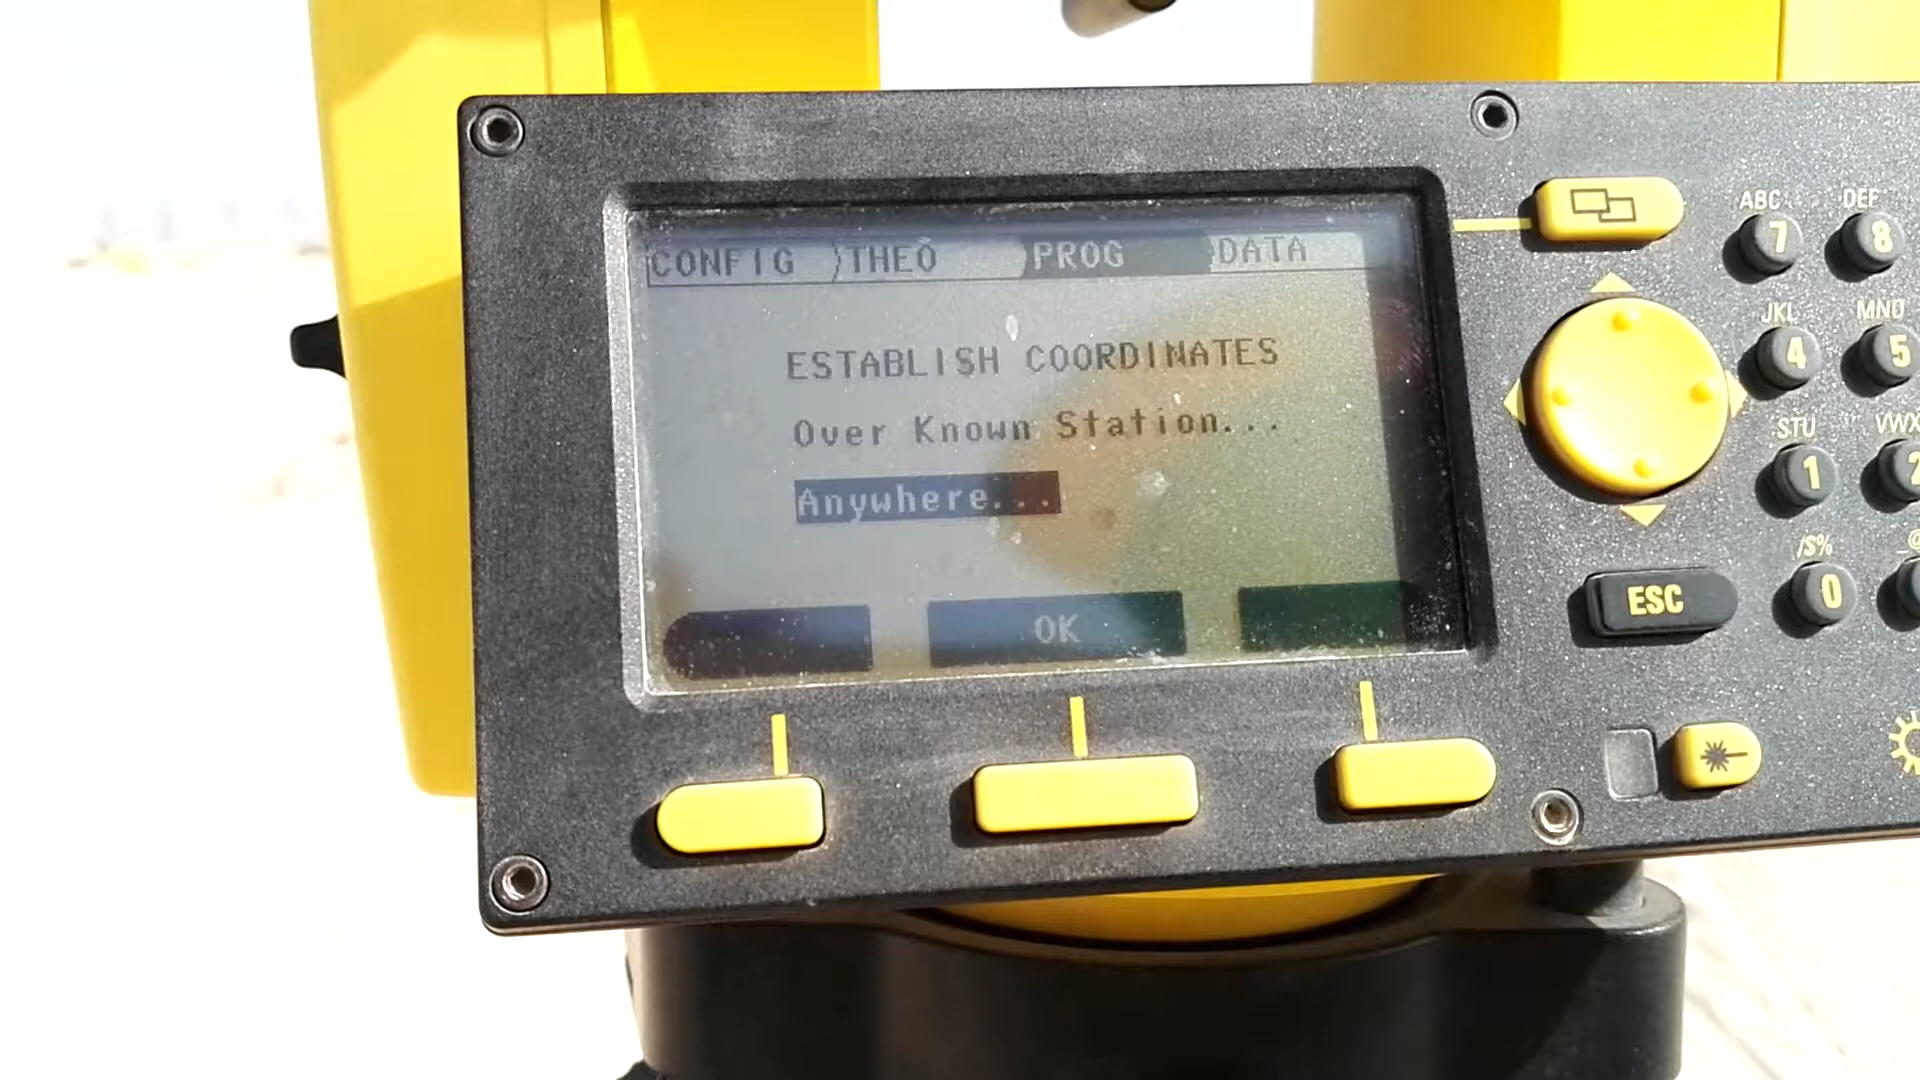 CONFIG THEO PROG DATA
ESTABLISH COORDINATES
Over Known Station...
Anywhere...
OK
ABC DEF
7 8
JKL MNO
4 5
STU VWX
1 2
/$%
0
ESC